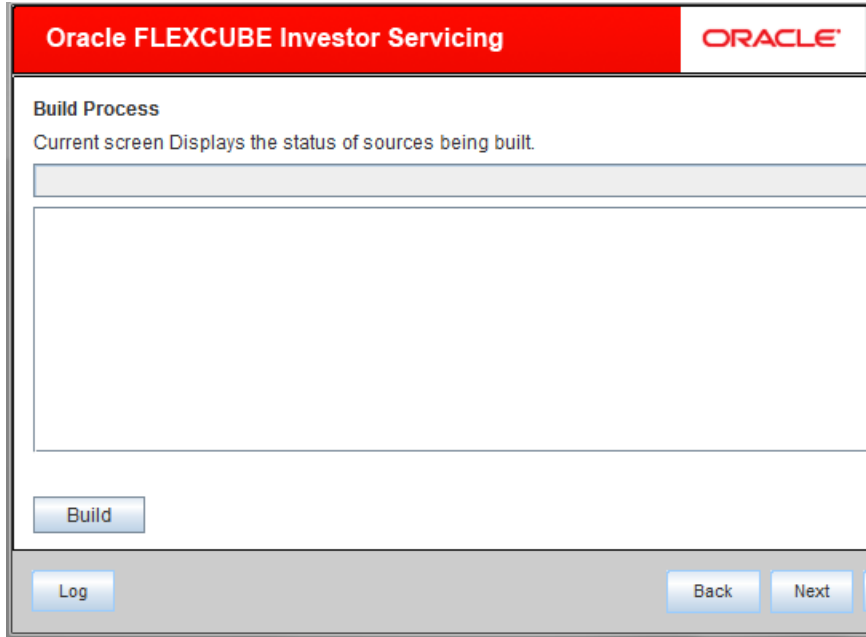 Oracle FLEXCUBE Investor Servicing
ORACLE
Build Process
Current screen Displays the status of sources being built.
Build
Log
Back
Next